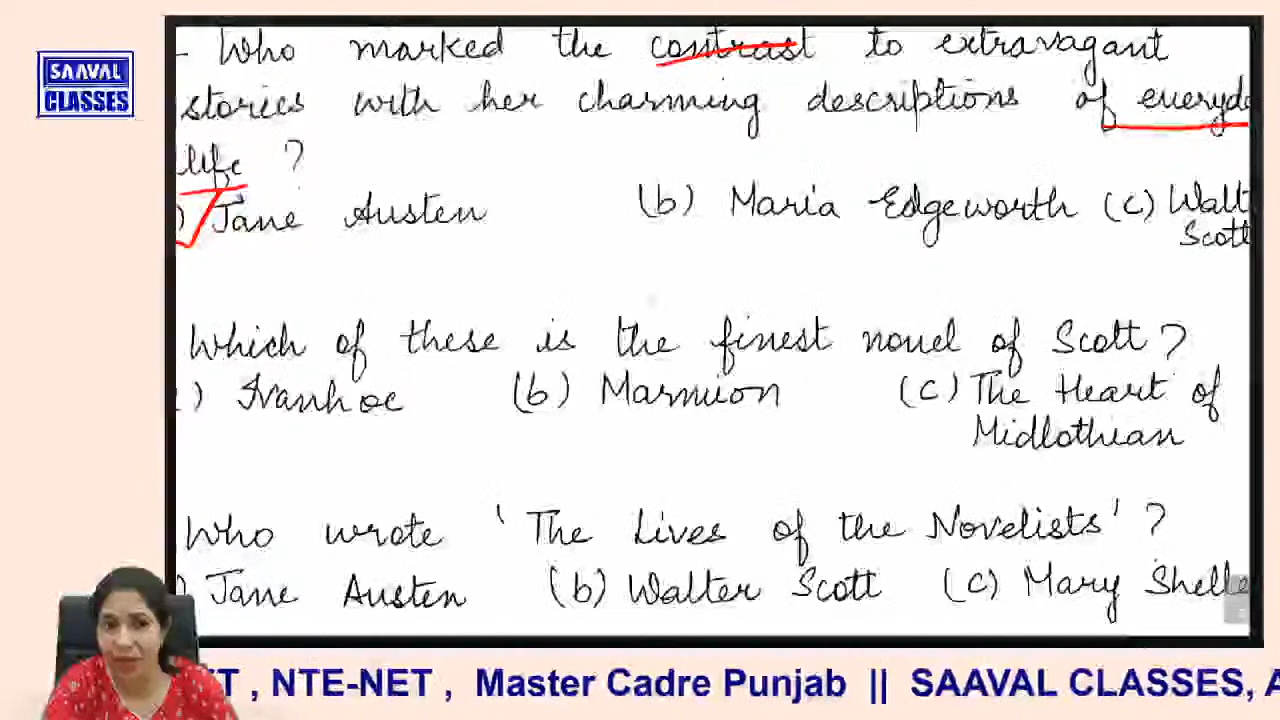 SAAVAL
CLASSES
- Who marked the contrast to extravagant
stories with her charming descriptions of everyd
life ?
) Jane Austen (b) Maria Edgeworth (c) Walt
Scott
Which of these is the finest novel of Scott ?
) Ivanhoe (b) Marmion (c) The Heart of
Midlothian
Who wrote 'The Lives of the Novelists' ?
) Jane Austen (b) Walter Scott (c) Mary Shelle
T , NTE-NET , Master Cadre Punjab || SAAVAL CLASSES, A